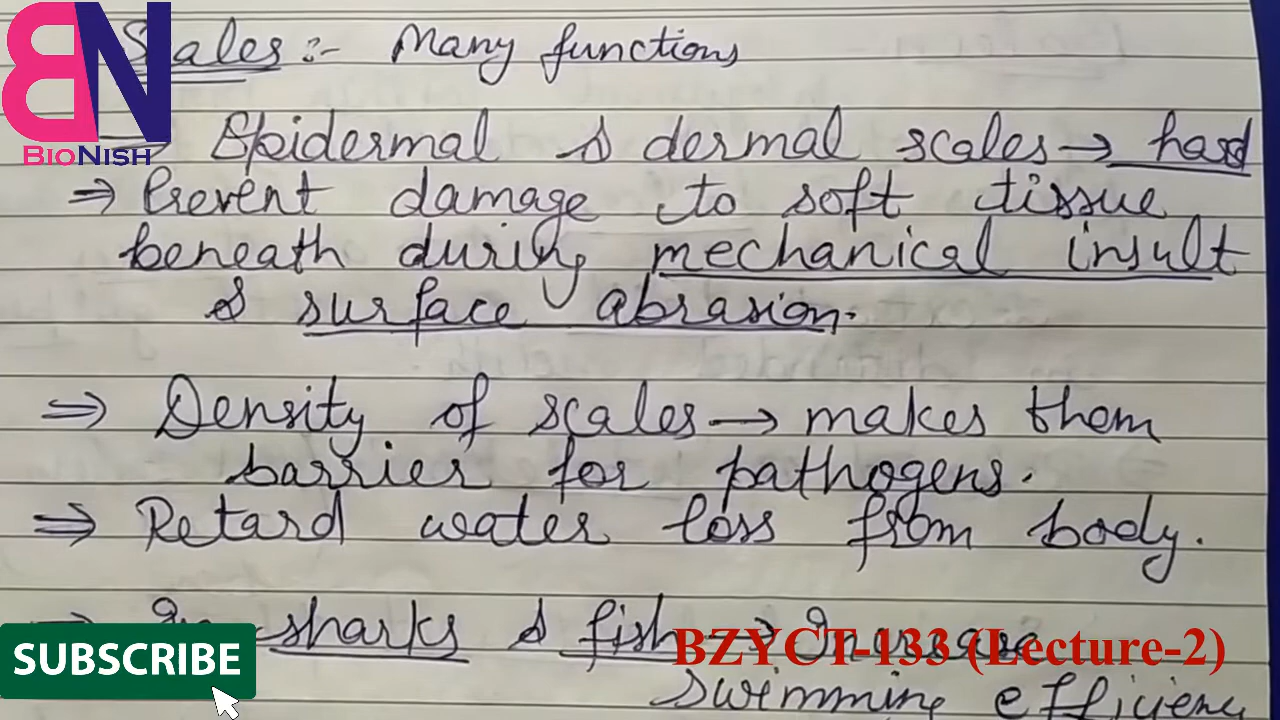 BN
BIONISH
Scales :- Many functions
⇒ Epidermal & dermal scales → hard
⇒ Prevent damage to soft tissue
beneath during mechanical insult
& surface abrasion.
⇒ Density of scales → makes them
barrier for pathogens.
⇒ Retard water loss from body.
⇒ In sharks & fish → Increase
swimming efficiency
SUBSCRIBE
BZYCT-133 (Lecture-2)